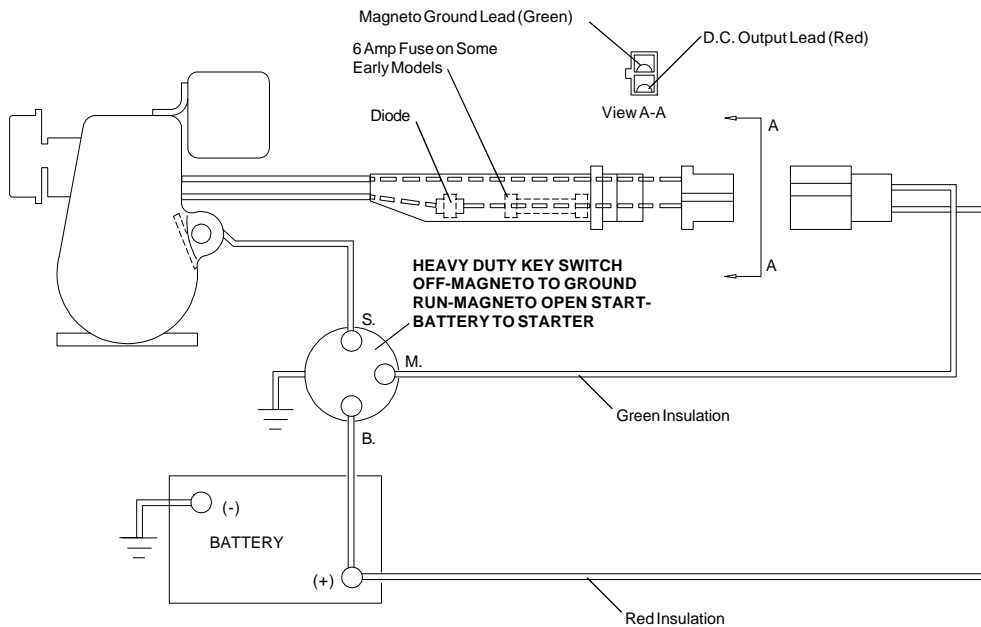 Magneto Ground Lead (Green)
D.C. Output Lead (Red)
6 Amp Fuse on Some
Early Models
View A-A
Diode
A
A
HEAVY DUTY KEY SWITCH
OFF-MAGNETO TO GROUND
RUN-MAGNETO OPEN START-
BATTERY TO STARTER
S.
M.
Green Insulation
B.
(-)
BATTERY
(+)
Red Insulation